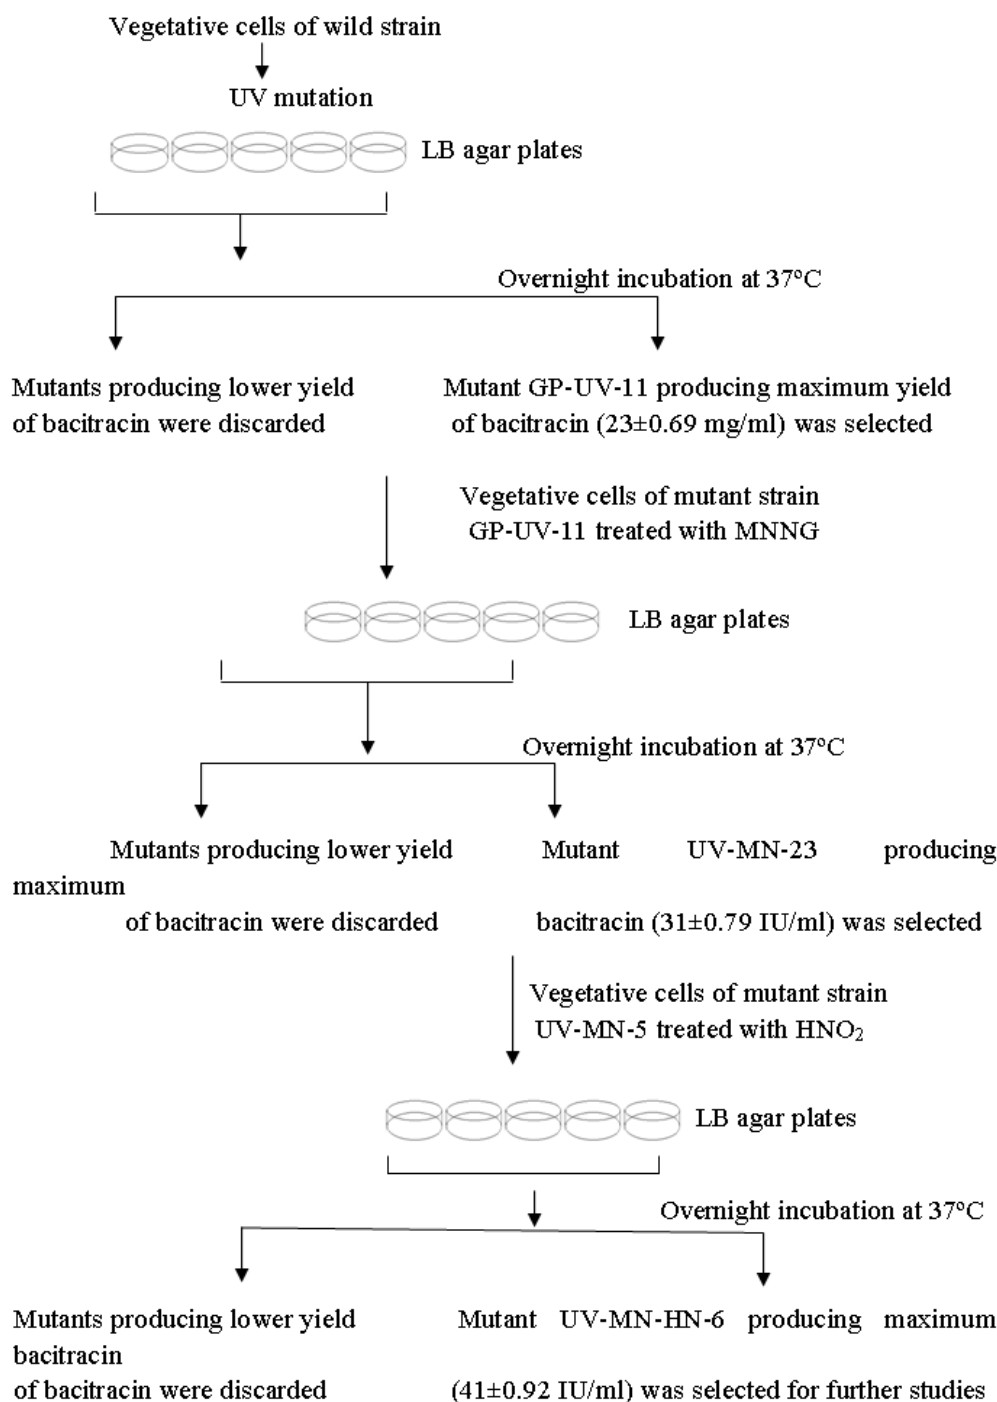 Vegetative cells of wild strain
UV mutation
LB agar plates
Overnight incubation at 37ºC
Mutants producing lower yield
of bacitracin were discarded
Mutant GP-UV-11 producing maximum yield
of bacitracin (23±0.69 mg/ml) was selected
Vegetative cells of mutant strain
GP-UV-11 treated with MNNG
LB agar plates
Overnight incubation at 37ºC
Mutants producing lower yield Mutant UV-MN-23 producing
maximum
of bacitracin were discarded bacitracin (31±0.79 IU/ml) was selected
Vegetative cells of mutant strain
UV-MN-5 treated with HNO₂
LB agar plates
Overnight incubation at 37ºC
Mutants producing lower yield Mutant UV-MN-HN-6 producing maximum
bacitracin
of bacitracin were discarded (41±0.92 IU/ml) was selected for further studies